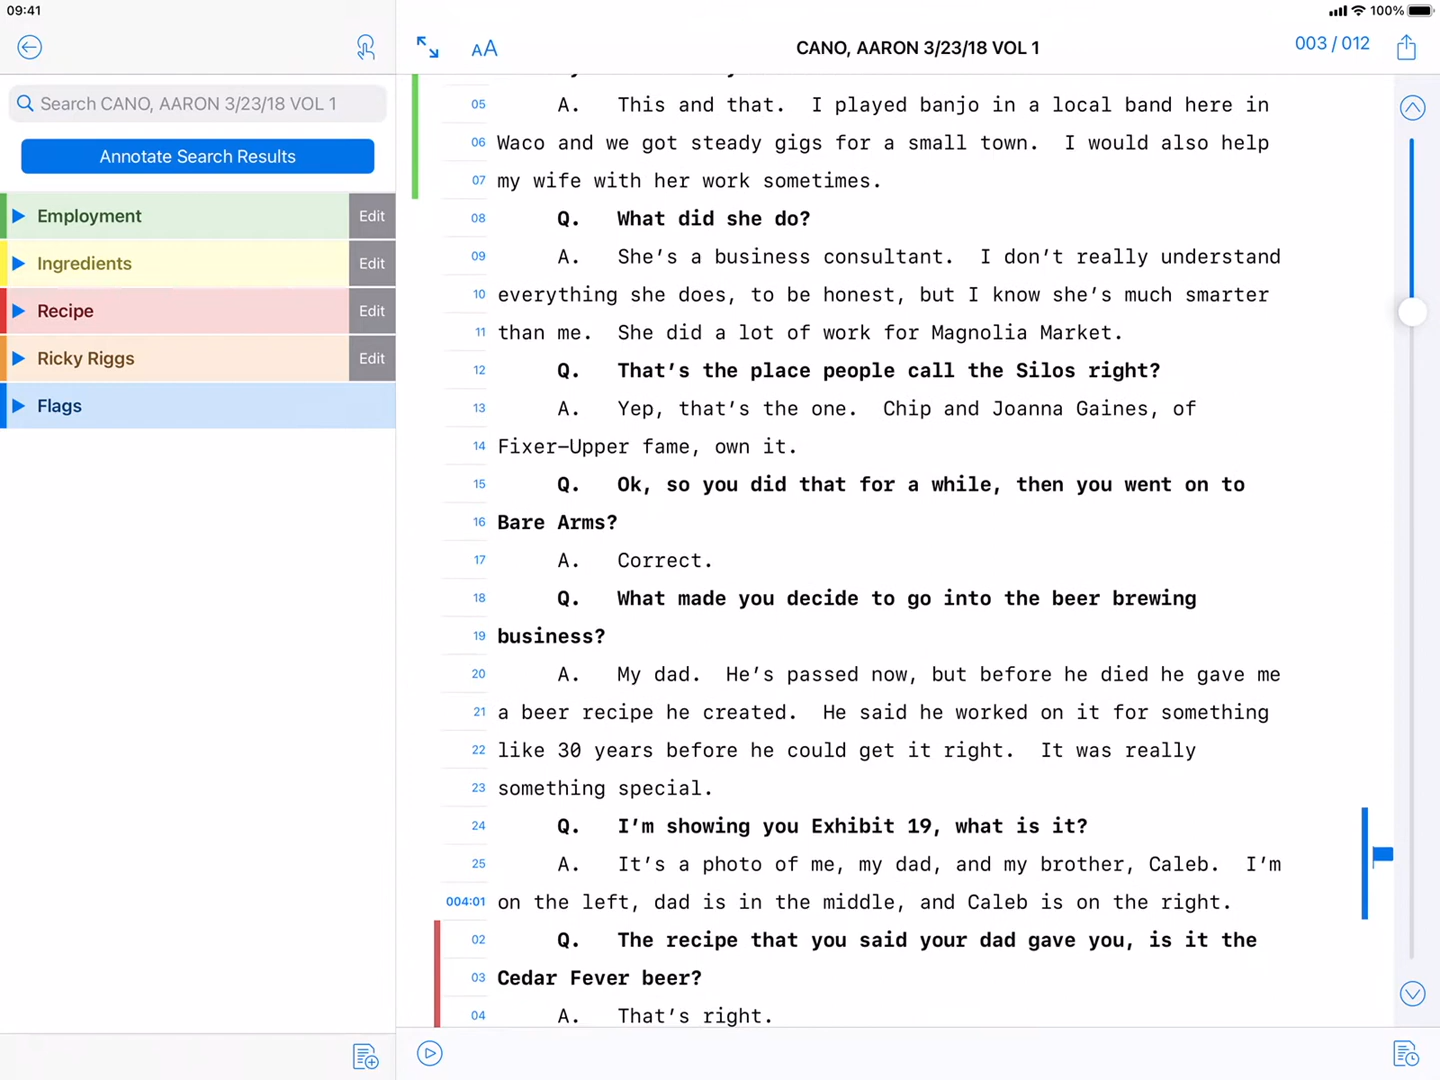 09:41
100%
AA
CANO, AARON 3/23/18 VOL 1
003 / 012
Search CANO, AARON 3/23/18 VOL 1
Annotate Search Results
Employment Edit
Ingredients Edit
Recipe Edit
Ricky Riggs Edit
Flags
05 A. This and that. I played banjo in a local band here in
06 Waco and we got steady gigs for a small town. I would also help
07 my wife with her work sometimes.
08 Q. What did she do?
09 A. She's a business consultant. I don't really understand
10 everything she does, to be honest, but I know she's much smarter
11 than me. She did a lot of work for Magnolia Market.
12 Q. That's the place people call the Silos right?
13 A. Yep, that's the one. Chip and Joanna Gaines, of
14 Fixer–Upper fame, own it.
15 Q. Ok, so you did that for a while, then you went on to
16 Bare Arms?
17 A. Correct.
18 Q. What made you decide to go into the beer brewing
19 business?
20 A. My dad. He's passed now, but before he died he gave me
21 a beer recipe he created. He said he worked on it for something
22 like 30 years before he could get it right. It was really
23 something special.
24 Q. I'm showing you Exhibit 19, what is it?
25 A. It's a photo of me, my dad, and my brother, Caleb. I'm
004:01 on the left, dad is in the middle, and Caleb is on the right.
02 Q. The recipe that you said your dad gave you, is it the
03 Cedar Fever beer?
04 A. That's right.